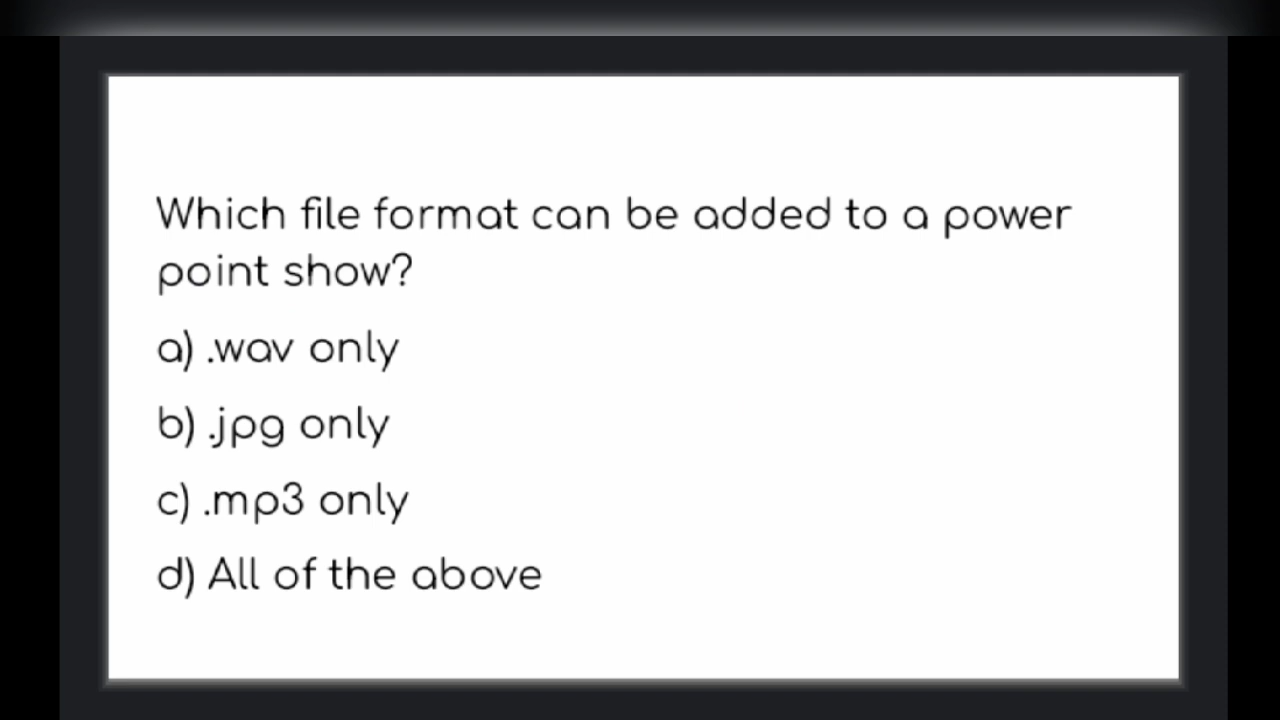 Which file format can be added to a power
point show?
a) .wav only
b) .jpg only
c) .mp3 only
d) All of the above